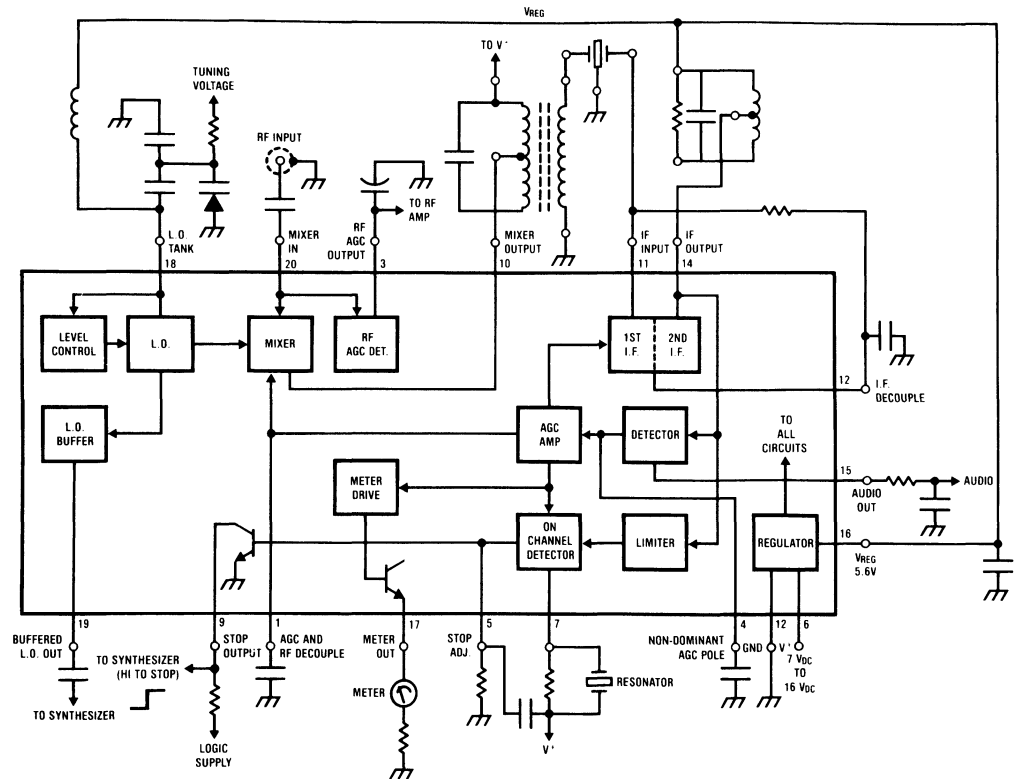 VREG
TO V+
TUNING
VOLTAGE
RF INPUT
TO RF
AMP
L.O.
TANK
18
MIXER
IN
20
RF
AGC
OUTPUT
3
MIXER
OUTPUT
10
IF
INPUT
11
IF
OUTPUT
14
LEVEL
CONTROL
L.O.
MIXER
RF
AGC DET.
1ST
I.F.
2ND
I.F.
12
I.F.
DECOUPLE
L.O.
BUFFER
AGC
AMP
DETECTOR
TO
ALL
CIRCUITS
METER
DRIVE
15
AUDIO
OUT
AUDIO
ON
CHANNEL
DETECTOR
LIMITER
REGULATOR
16
VREG
5.6V
19
BUFFERED
L.O. OUT
9
STOP
OUTPUT
1
AGC AND
RF DECOUPLE
17
METER
OUT
5
STOP
ADJ.
7
4
NON-DOMINANT
AGC POLE
12
GND
6
V+
7 VDC
TO
16 VDC
TO SYNTHESIZER
(HI TO STOP)
METER
RESONATOR
TO SYNTHESIZER
LOGIC
SUPPLY
V+